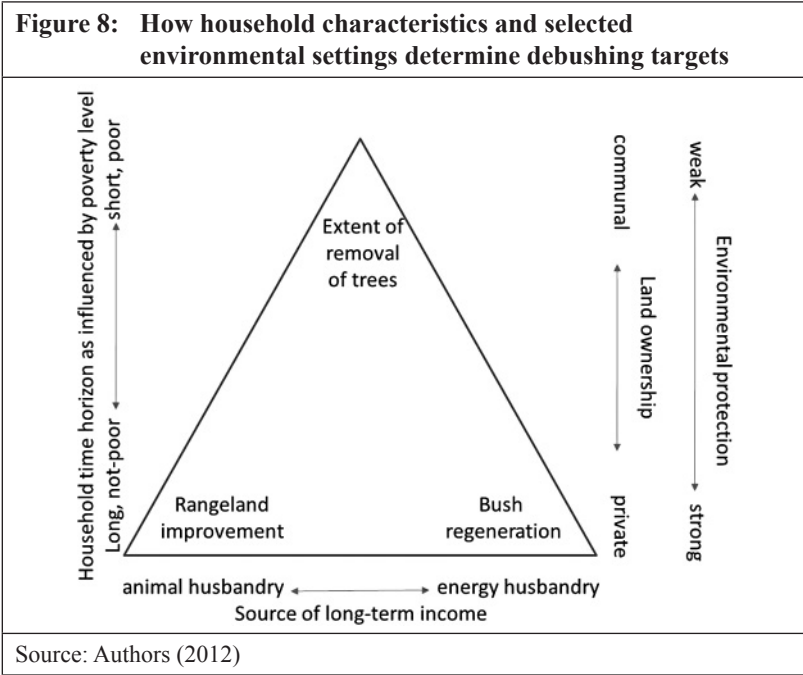 Figure 8: How household characteristics and selected
environmental settings determine debushing targets
Household time horizon as influenced by poverty level
Long, not-poor
short, poor
Extent of
removal
of trees
Rangeland
improvement
Bush
regeneration
communal
private
Land ownership
weak
strong
Environmental protection
animal husbandry
energy husbandry
Source of long-term income
Source: Authors (2012)